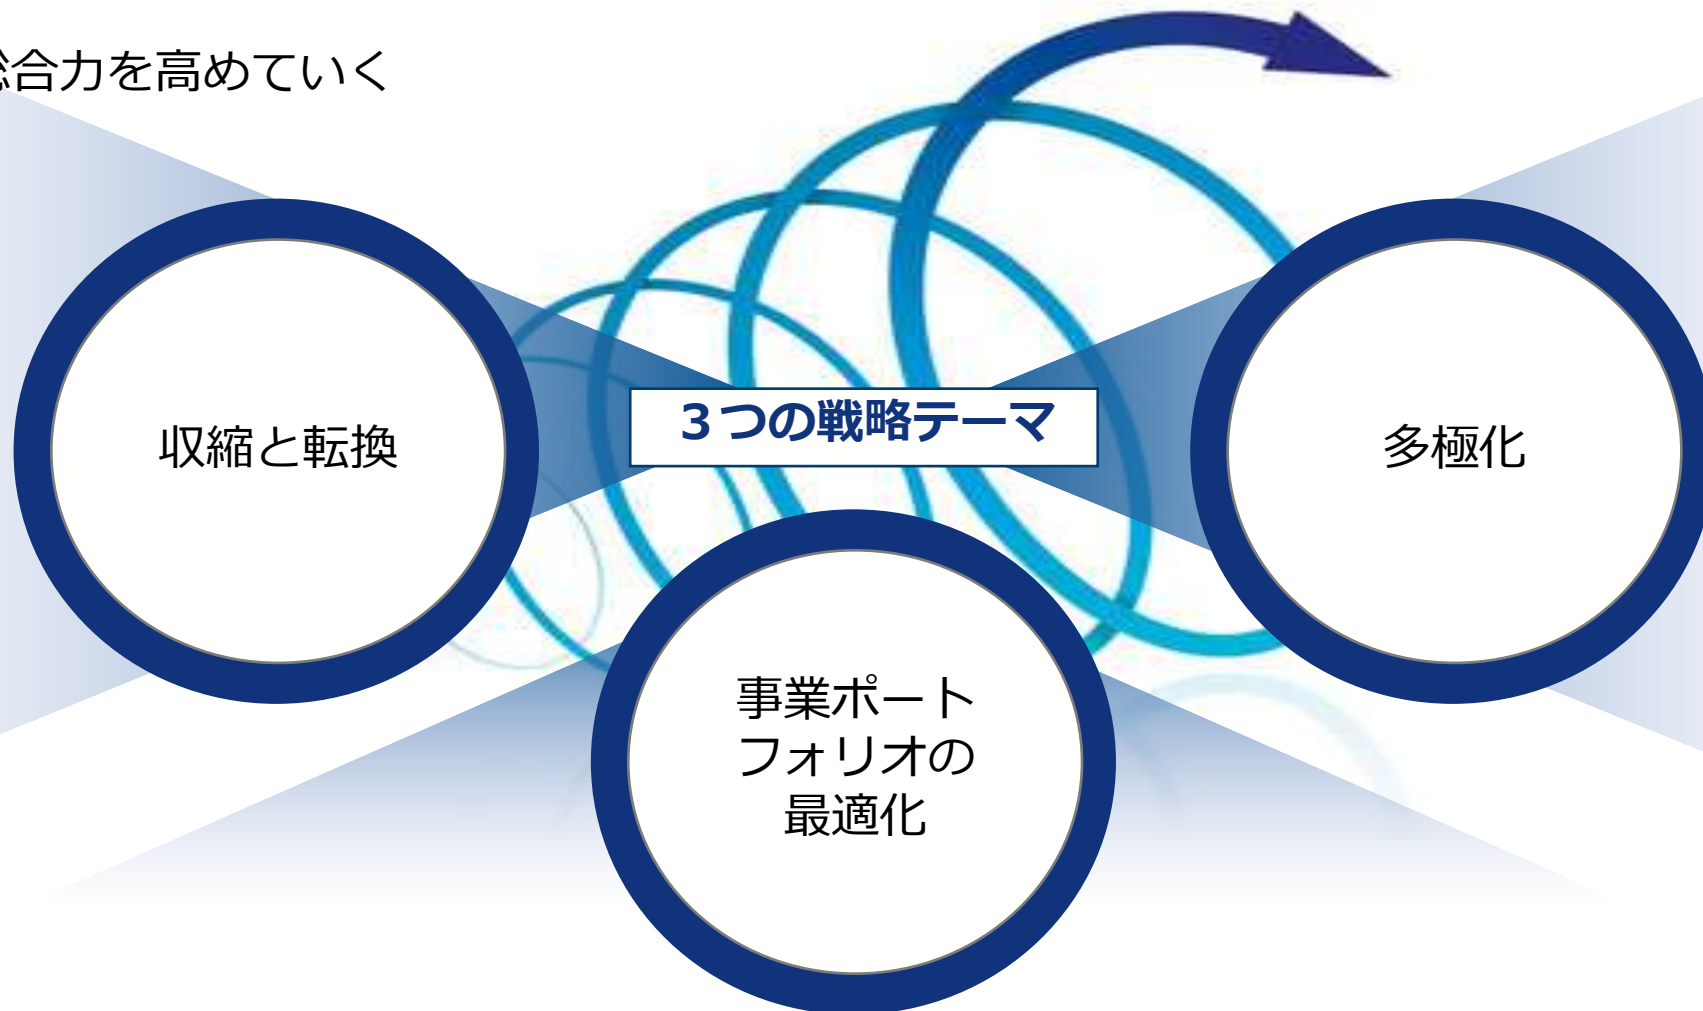 総合力を高めていく
３つの戦略テーマ
収縮と転換
多極化
事業ポート
フォリオの
最適化